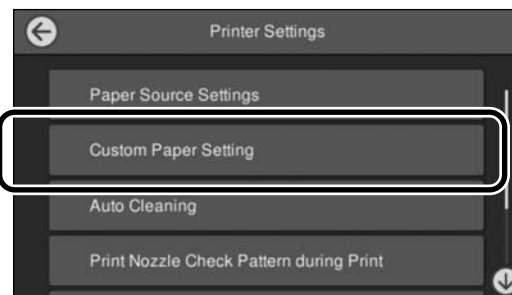 Printer Settings
Paper Source Settings
Custom Paper Setting
Auto Cleaning
Print Nozzle Check Pattern during Print